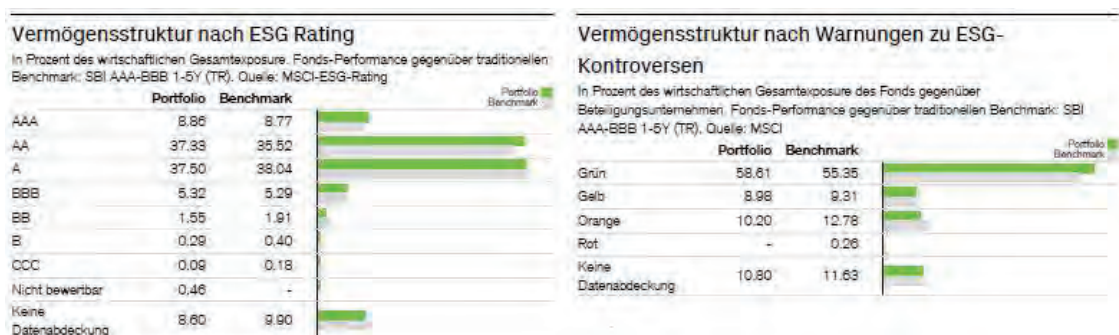 Vermögensstruktur nach ESG Rating
In Prozent des wirtschaftlichen Gesamtexposure. Fonds-Performance gegenüber traditionellen
Benchmark: SBI AAA-BBB 1-5Y (TR). Quelle: MSCI-ESG-Rating
Portfolio Benchmark
Portfolio
Benchmark
AAA 8.86 8.77
AA 37.33 35.52
A 37.50 38.04
BBB 5.32 5.29
BB 1.55 1.91
B 0.29 0.40
CCC 0.09 0.18
Nicht bewertbar 0.46 -
Keine
Datenabdeckung 8.60 9.90
Vermögensstruktur nach Warnungen zu ESG-
Kontroversen
In Prozent des wirtschaftlichen Gesamtexposure des Fonds gegenüber
Beteiligungsunternehmen. Fonds-Performance gegenüber traditionellen Benchmark: SBI
AAA-BBB 1-5Y (TR). Quelle: MSCI
Portfolio Benchmark
Portfolio
Benchmark
Grün 58.61 55.35
Gelb 8.98 9.31
Orange 10.20 12.78
Rot - 0.26
Keine
Datenabdeckung 10.80 11.63